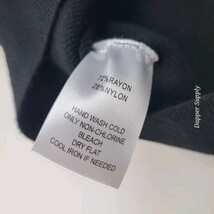 72%RAYON
28%NYLON
HAND WASH COLD
ONLY NON-CHLORINE
BLEACH
DRY FLAT
COOL IRON IF NEEDED
Dapper Supply